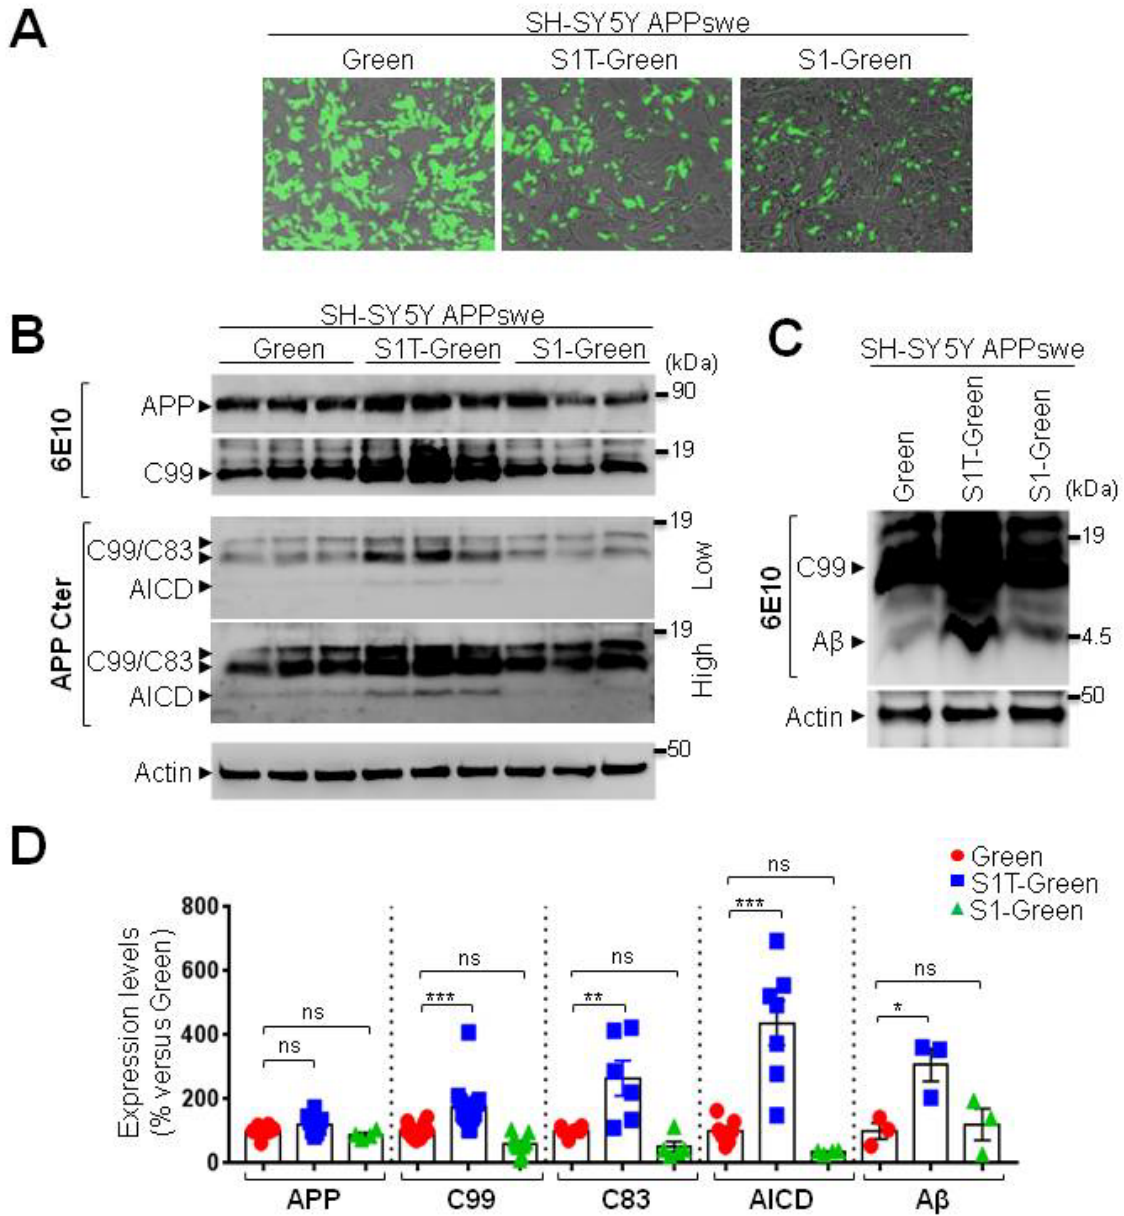 A
SH-SY5Y APPswe
Green
S1T-Green
S1-Green
B
SH-SY5Y APPswe
Green
S1T-Green
S1-Green
(kDa)
6E10
APP
90
C99
19
APP Cter
C99/C83
AICD
19
Low
C99/C83
AICD
19
High
Actin
50
C
SH-SY5Y APPswe
Green
S1T-Green
S1-Green
(kDa)
6E10
C99
19
Aβ
4.5
Actin
50
D
Green
S1T-Green
S1-Green
Expression levels
(% versus Green)
800
600
400
200
0
ns
ns
ns
***
ns
**
ns
***
ns
*
APP
C99
C83
AICD
Aβ